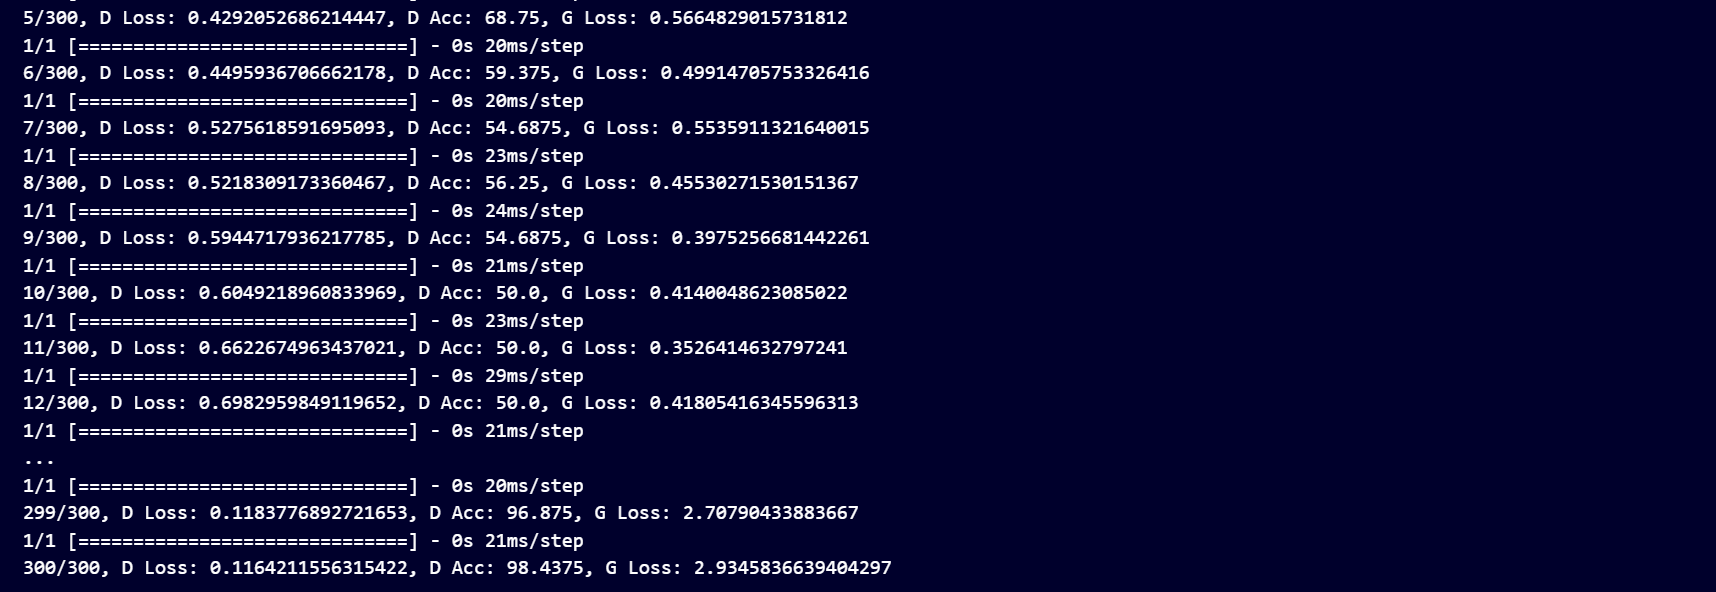 5/300, D Loss: 0.4292052686214447, D Acc: 68.75, G Loss: 0.5664829015731812
1/1 [==============================] - 0s 20ms/step
6/300, D Loss: 0.4495936706662178, D Acc: 59.375, G Loss: 0.49914705753326416
1/1 [==============================] - 0s 20ms/step
7/300, D Loss: 0.5275618591695093, D Acc: 54.6875, G Loss: 0.5535911321640015
1/1 [==============================] - 0s 23ms/step
8/300, D Loss: 0.5218309173360467, D Acc: 56.25, G Loss: 0.45530271530151367
1/1 [==============================] - 0s 24ms/step
9/300, D Loss: 0.5944717936217785, D Acc: 54.6875, G Loss: 0.3975256681442261
1/1 [==============================] - 0s 21ms/step
10/300, D Loss: 0.6049218960833969, D Acc: 50.0, G Loss: 0.4140048623085022
1/1 [==============================] - 0s 23ms/step
11/300, D Loss: 0.6622674963437021, D Acc: 50.0, G Loss: 0.3526414632797241
1/1 [==============================] - 0s 29ms/step
12/300, D Loss: 0.6982959849119652, D Acc: 50.0, G Loss: 0.41805416345596313
1/1 [==============================] - 0s 21ms/step
...
1/1 [==============================] - 0s 20ms/step
299/300, D Loss: 0.1183776892721653, D Acc: 96.875, G Loss: 2.70790433883667
1/1 [==============================] - 0s 21ms/step
300/300, D Loss: 0.1164211556315422, D Acc: 98.4375, G Loss: 2.9345836639404297